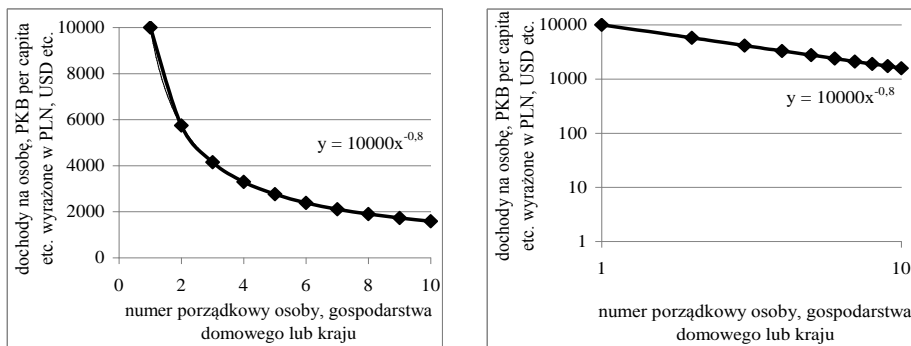 dochody na osobę, PKB per capita
etc. wyrażone w PLN, USD etc.
10000
8000
6000
4000
2000
0
y = 10000x^-0,8
0 2 4 6 8 10
numer porządkowy osoby, gospodarstwa
domowego lub kraju
dochody na osobę, PKB per capita
etc. wyrażone w PLN, USD etc.
10000
1000
100
10
1
y = 10000x^-0,8
1 10
numer porządkowy osoby, gospodarstwa
domowego lub kraju